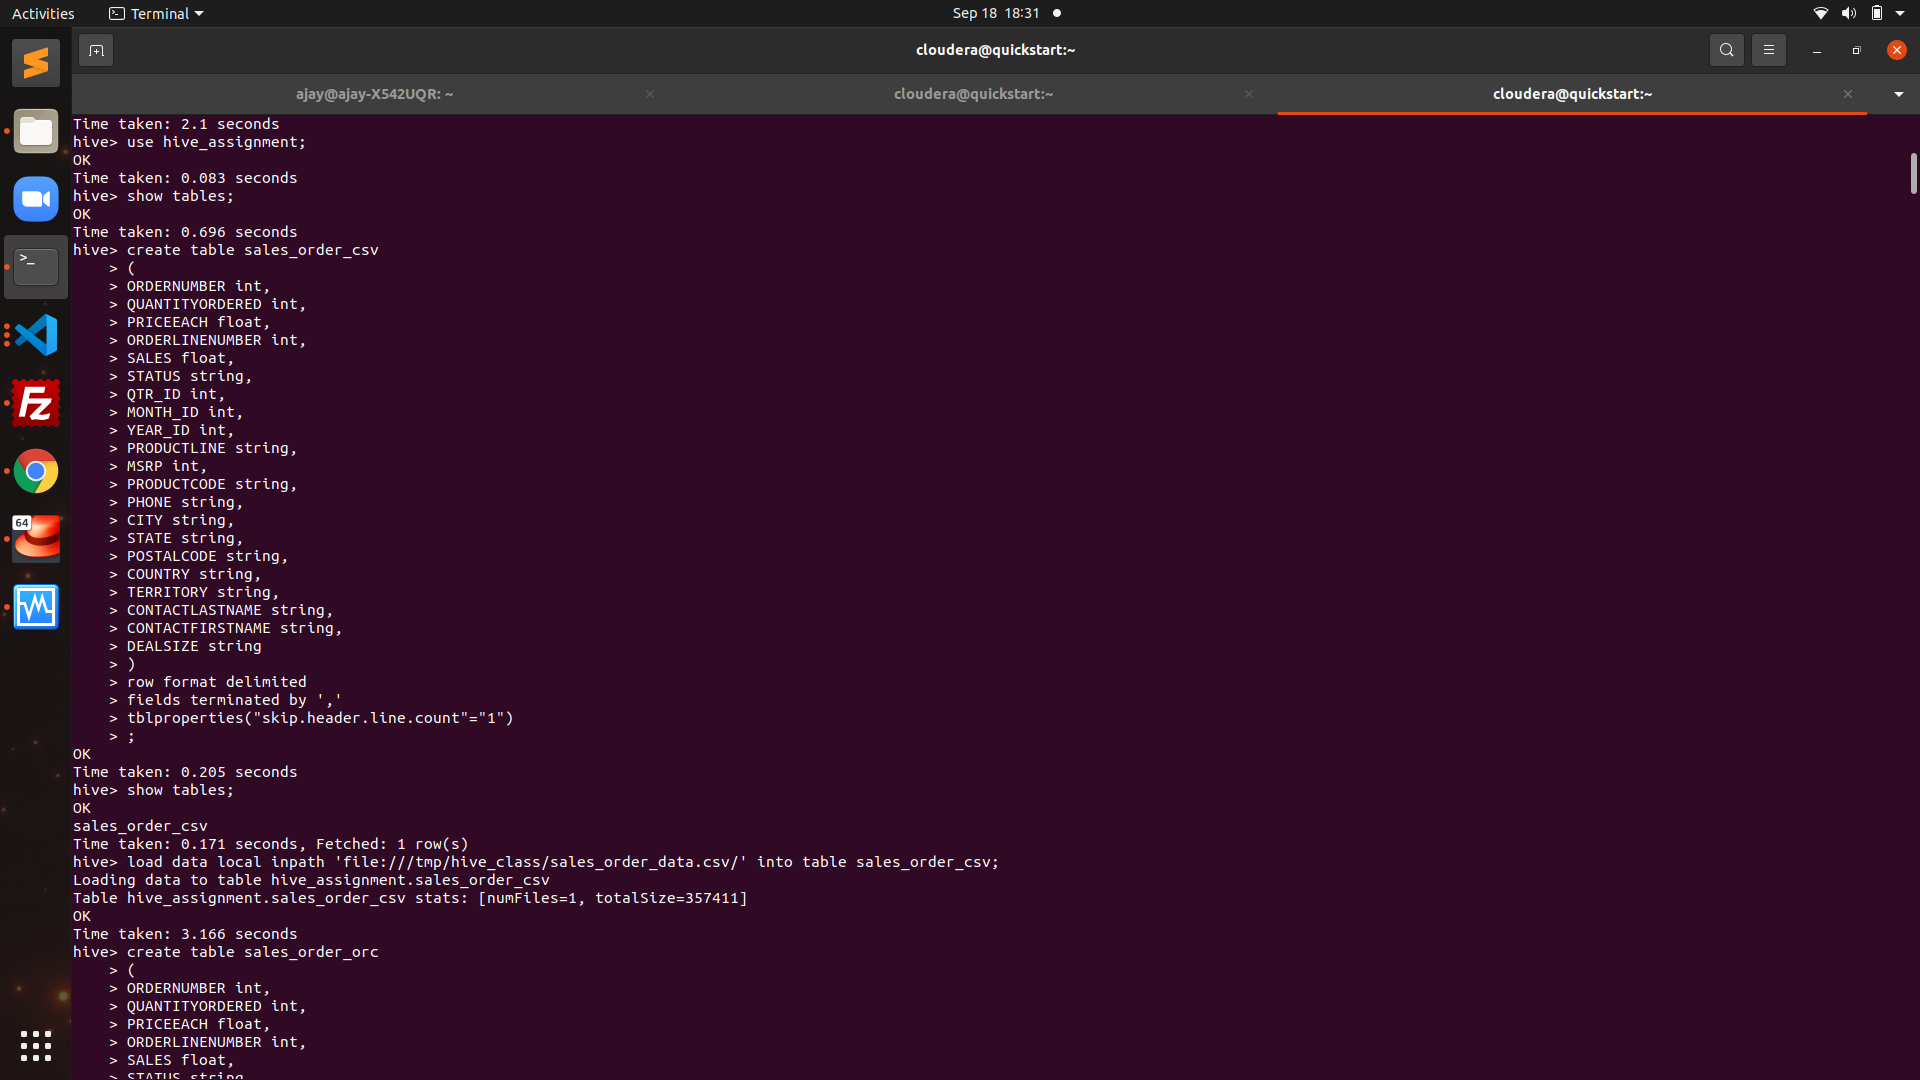 Activities
Terminal
Sep 18 18:31
cloudera@quickstart:~
ajay@ajay-X542UQR: ~
cloudera@quickstart:~
cloudera@quickstart:~
Time taken: 2.1 seconds
hive> use hive_assignment;
OK
Time taken: 0.083 seconds
hive> show tables;
OK
Time taken: 0.696 seconds
hive> create table sales_order_csv
> (
> ORDERNUMBER int,
> QUANTITYORDERED int,
> PRICEEACH float,
> ORDERLINENUMBER int,
> SALES float,
> STATUS string,
> QTR_ID int,
> MONTH_ID int,
> YEAR_ID int,
> PRODUCTLINE string,
> MSRP int,
> PRODUCTCODE string,
> PHONE string,
> CITY string,
> STATE string,
> POSTALCODE string,
> COUNTRY string,
> TERRITORY string,
> CONTACTLASTNAME string,
> CONTACTFIRSTNAME string,
> DEALSIZE string
> )
> row format delimited
> fields terminated by ','
> tblproperties("skip.header.line.count"="1")
> ;
OK
Time taken: 0.205 seconds
hive> show tables;
OK
sales_order_csv
Time taken: 0.171 seconds, Fetched: 1 row(s)
hive> load data local inpath 'file:///tmp/hive_class/sales_order_data.csv/' into table sales_order_csv;
Loading data to table hive_assignment.sales_order_csv
Table hive_assignment.sales_order_csv stats: [numFiles=1, totalSize=357411]
OK
Time taken: 3.166 seconds
hive> create table sales_order_orc
> (
> ORDERNUMBER int,
> QUANTITYORDERED int,
> PRICEEACH float,
> ORDERLINENUMBER int,
> SALES float,
> STATUS string
>_
Fz
64